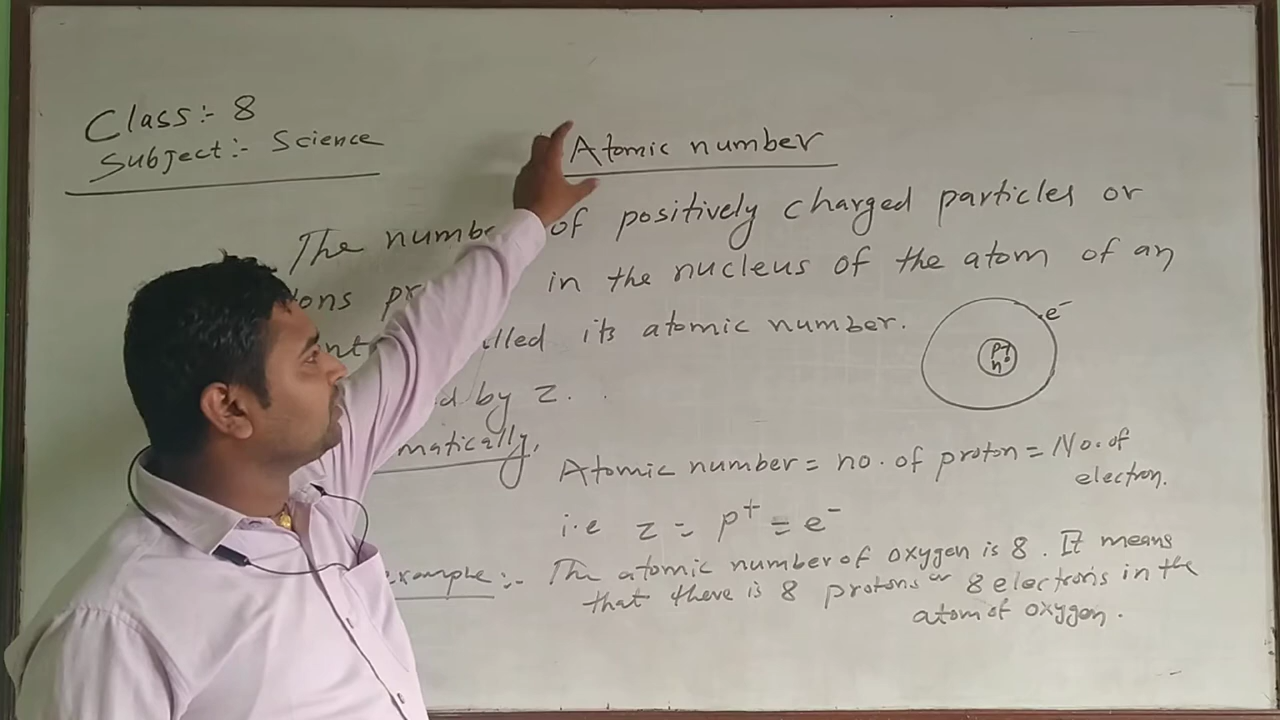 Class:- 8
Subject:- Science
Atomic number
The numbe of positively charged particles or
ons pr in the nucleus of the atom of an
nt lled its atomic number.
e-
p+
n°
d by Z.
matically,
Atomic number = no. of proton = No. of
electron.
i.e Z = p+ = e-
example:- The atomic number of oxygen is 8. It means
that there is 8 protons or 8 electrons in the
atom of oxygen.